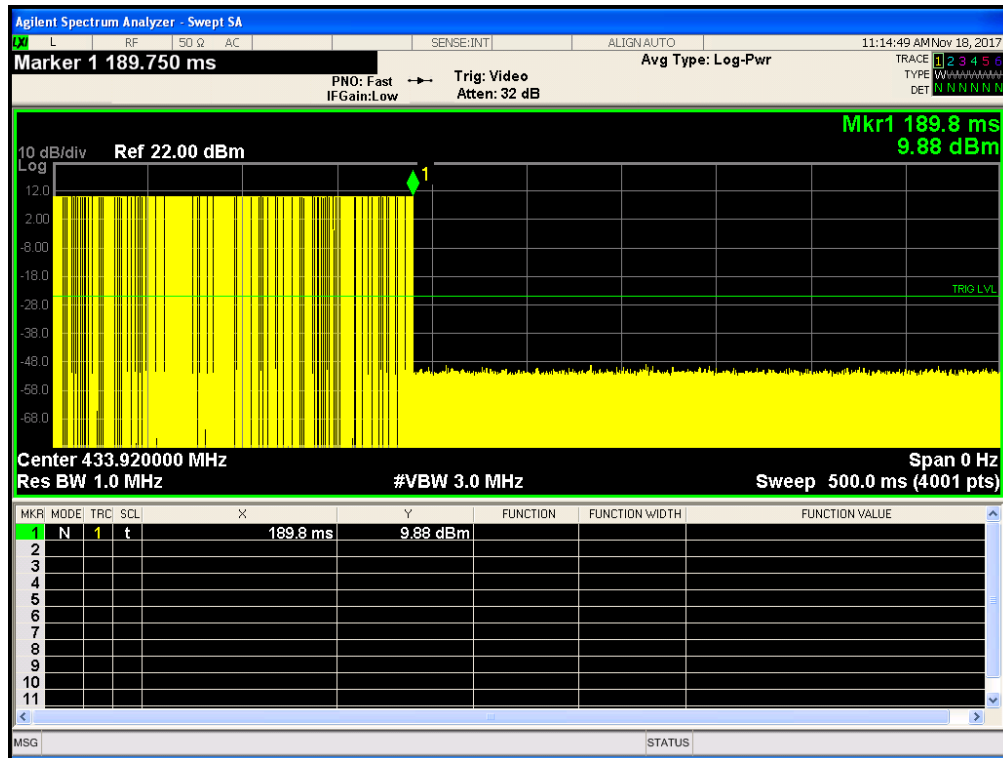 Agilent Spectrum Analyzer - Swept SA
LXI L RF 50 Ω AC SENSE:INT ALIGN AUTO 11:14:49 AM Nov 18, 2017
Marker 1 189.750 ms
PNO: Fast
IFGain:Low
Trig: Video
Atten: 32 dB
Avg Type: Log-Pwr
TRACE 1 2 3 4 5 6
TYPE W
DET N N N N N N
Mkr1 189.8 ms
9.88 dBm
10 dB/div Ref 22.00 dBm
Log
1
12.0
2.00
-8.00
-18.0
TRIG LVL
-28.0
-38.0
-48.0
-58.0
-68.0
Center 433.920000 MHz Span 0 Hz
Res BW 1.0 MHz #VBW 3.0 MHz Sweep 500.0 ms (4001 pts)
MKR MODE TRC SCL X Y FUNCTION FUNCTION WIDTH FUNCTION VALUE
1 N 1 t 189.8 ms 9.88 dBm
2
3
4
5
6
7
8
9
10
11
MSG STATUS